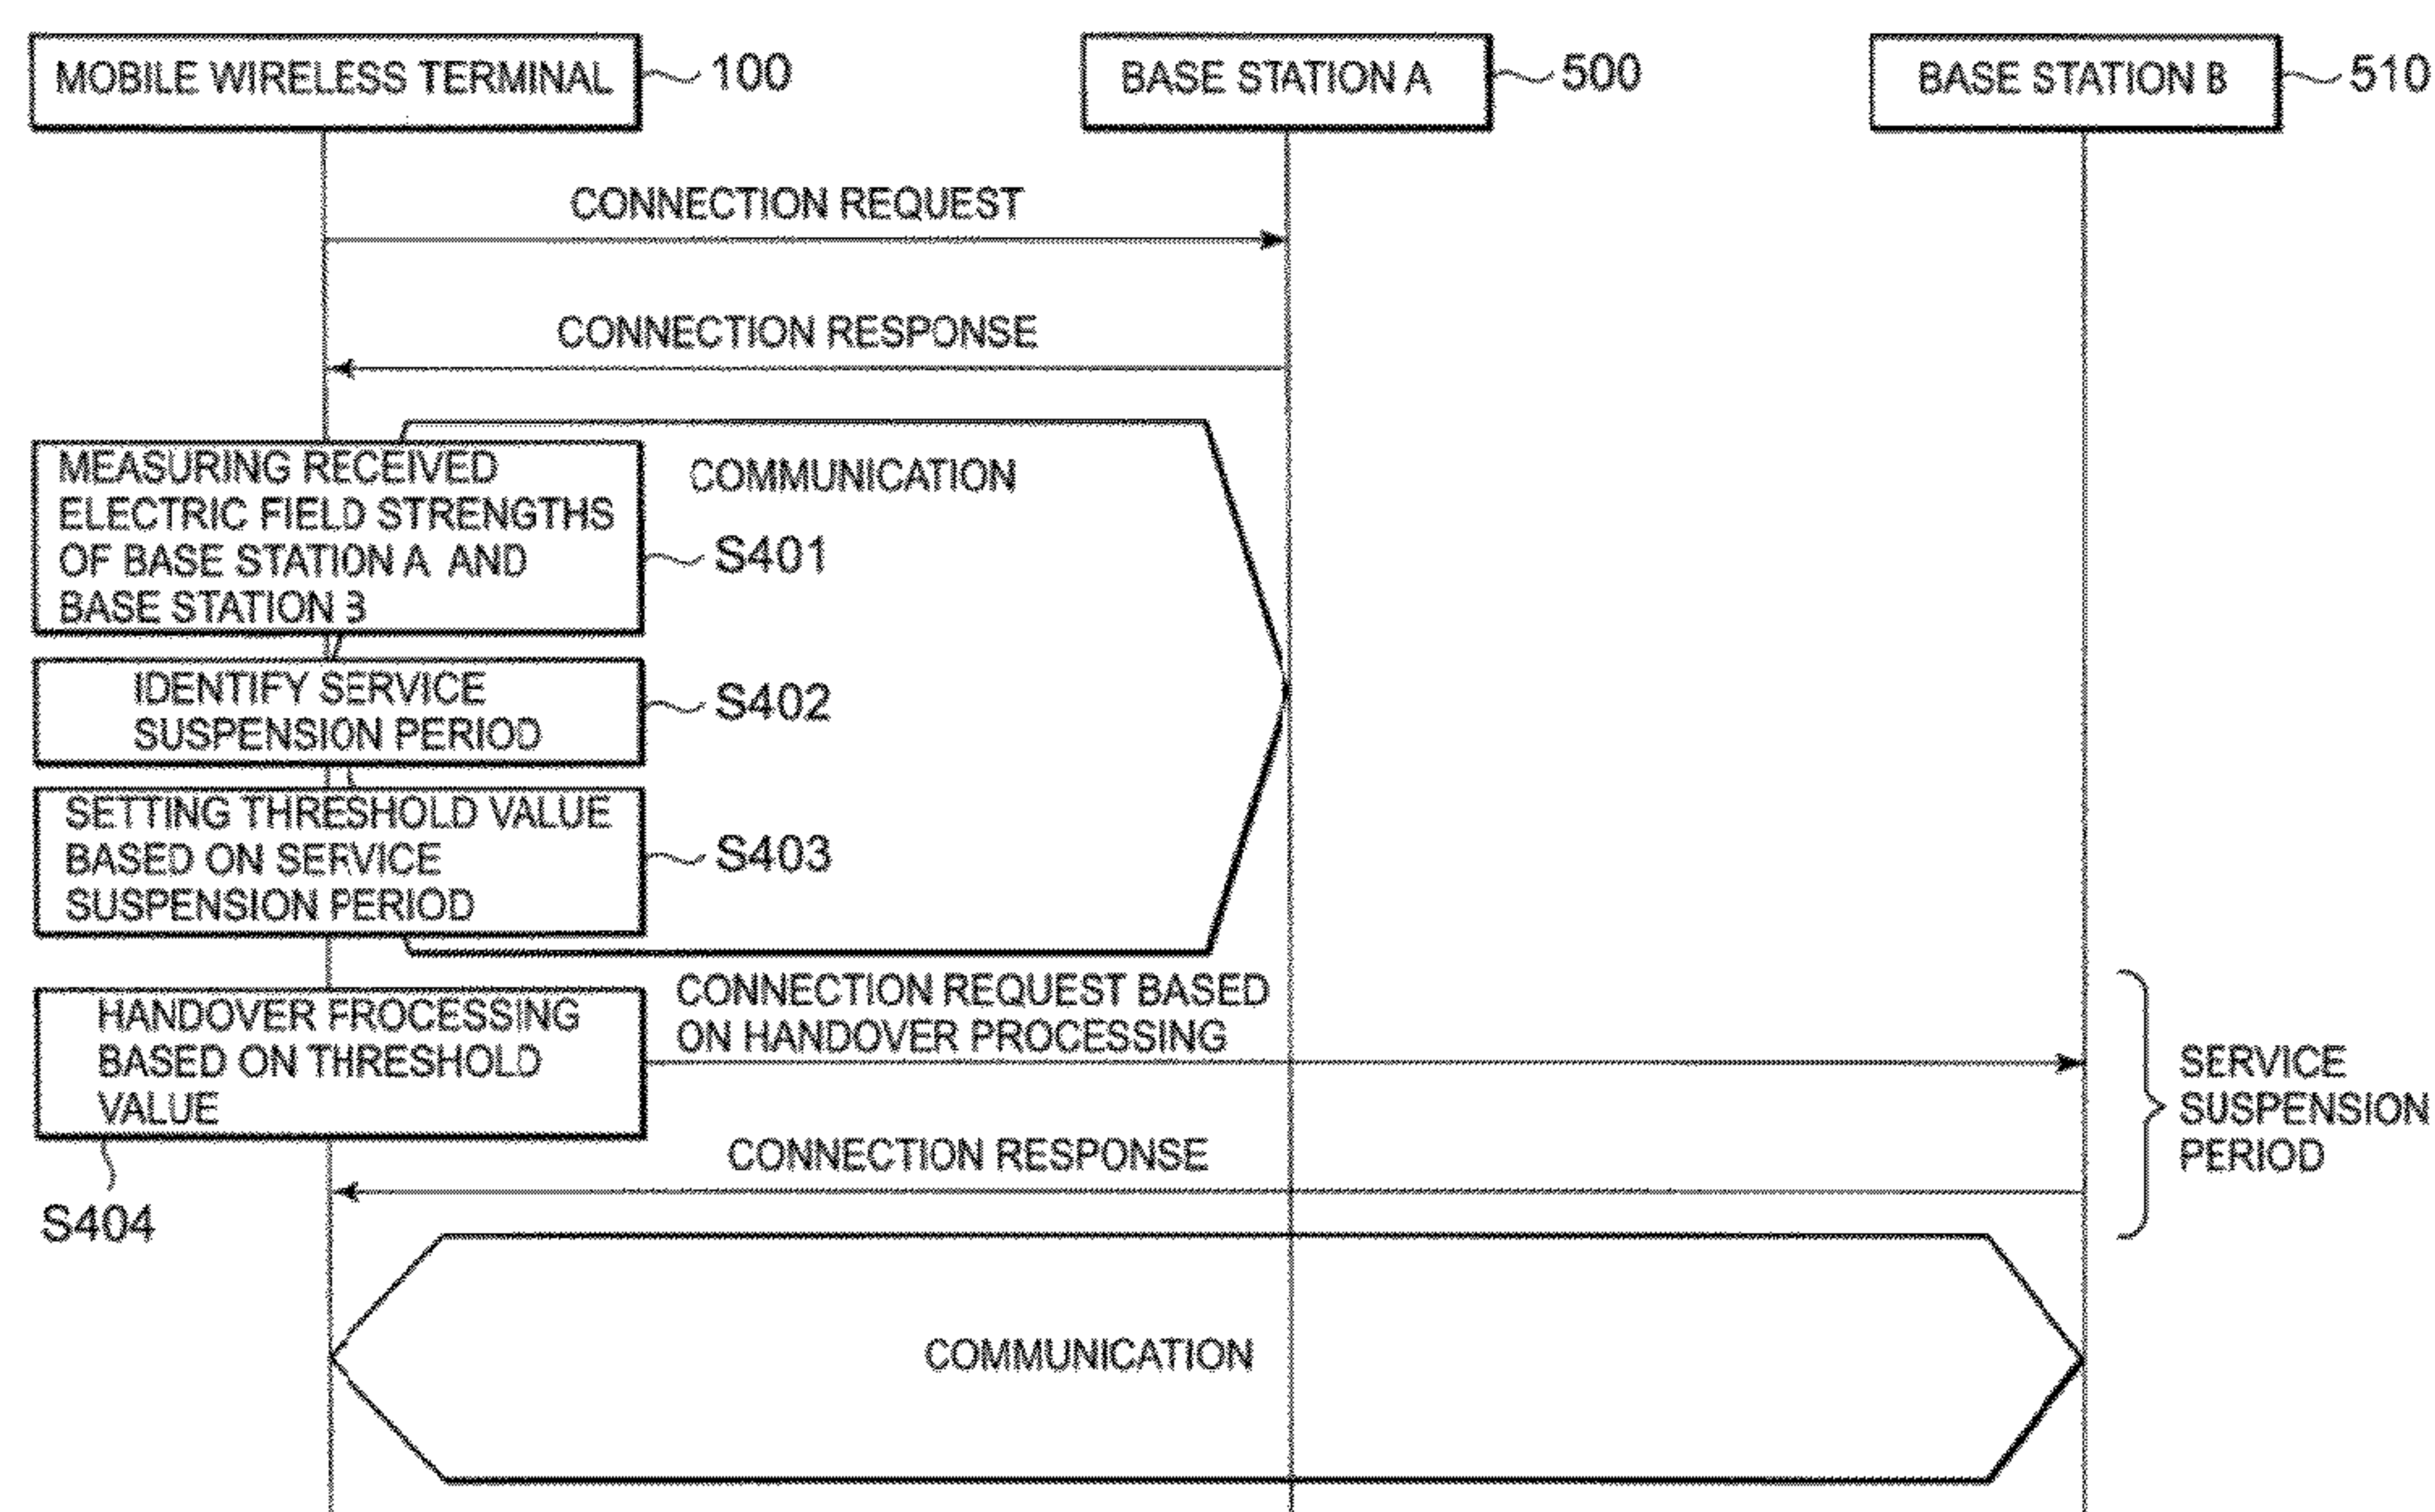 MOBILE WIRELESS TERMINAL
100
BASE STATION A
500
BASE STATION B
510
CONNECTION REQUEST
CONNECTION RESPONSE
MEASURING RECEIVED
ELECTRIC FIELD STRENGTHS
OF BASE STATION A AND
BASE STATION B
S401
COMMUNICATION
IDENTIFY SERVICE
SUSPENSION PERIOD
S402
SETTING THRESHOLD VALUE
BASED ON SERVICE
SUSPENSION PERIOD
S403
HANDOVER PROCESSING
BASED ON THRESHOLD
VALUE
S404
CONNECTION REQUEST BASED
ON HANDOVER PROCESSING
CONNECTION RESPONSE
SERVICE
SUSPENSION
PERIOD
COMMUNICATION